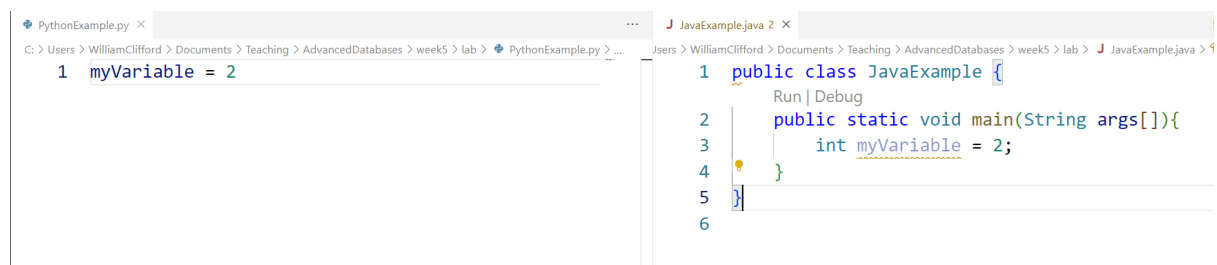 PythonExample.py
C: > Users > WilliamClifford > Documents > Teaching > AdvancedDatabases > week5 > lab > PythonExample.py > ...
1 myVariable = 2
J JavaExample.java 2
Users > WilliamClifford > Documents > Teaching > AdvancedDatabases > week5 > lab > J JavaExample.java >
1 public class JavaExample {
Run | Debug
2 public static void main(String args[]){
3 int myVariable = 2;
4 }
5 }
6